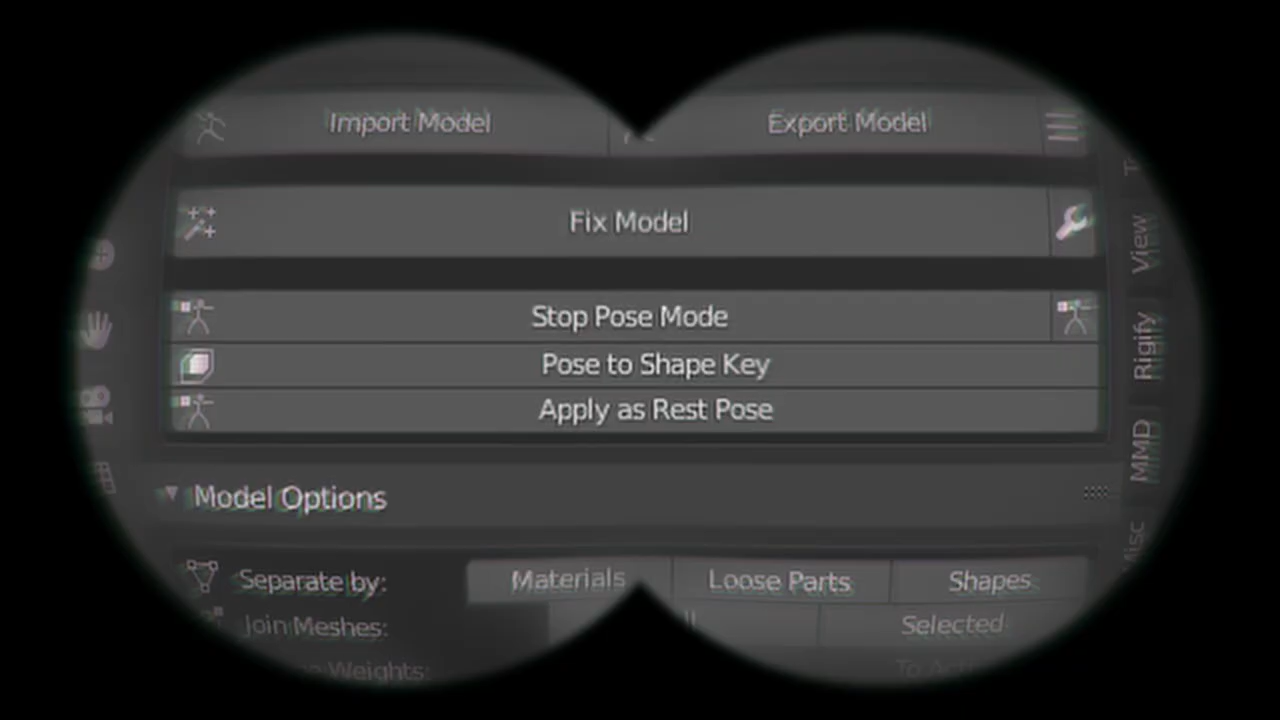 Import Model Export Model
Fix Model
Stop Pose Mode
Pose to Shape Key
Apply as Rest Pose
Model Options
Separate by: Materials Loose Parts Shapes
Join Meshes: Selected
Weights:
View
Rigify
MMD
Misc